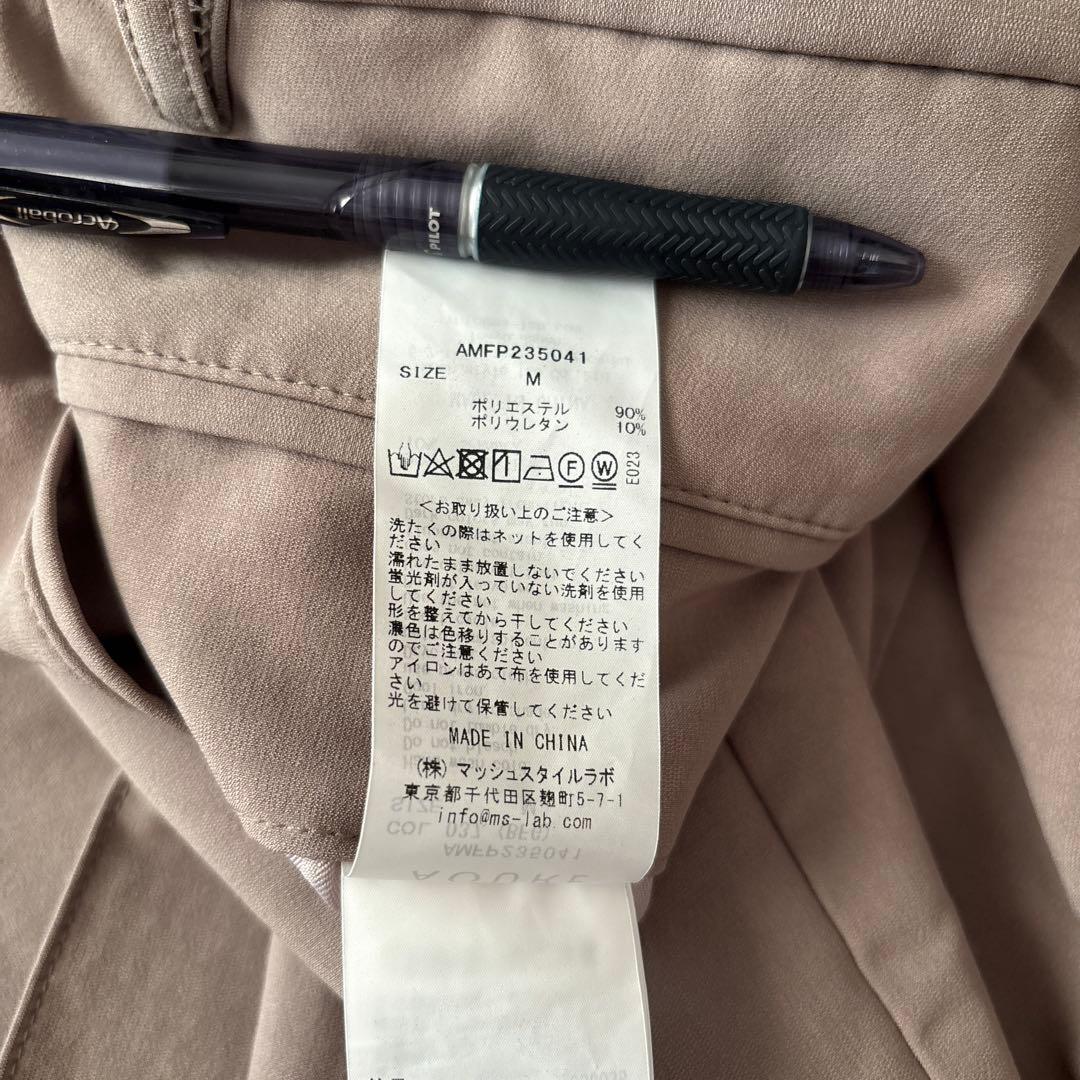 Acroball
PILOT
AMFP235041
SIZE M
ポリエステル 90%
ポリウレタン 10%
E023
<お取り扱い上のご注意>
洗たくの際はネットを使用してく
ださい
濡れたまま放置しないでください
蛍光剤が入っていない洗剤を使用
してください
形を整えてから干してください
濃色は色移りすることがあります
のでご注意ください
アイロンはあて布を使用してくだ
さい
光を避けて保管してください
MADE IN CHINA
(株)マッシュスタイルラボ
東京都千代田区麹町5-7-1
info@ms-lab.com
SIZE M
COL 037 (BEG)
AMFP235041